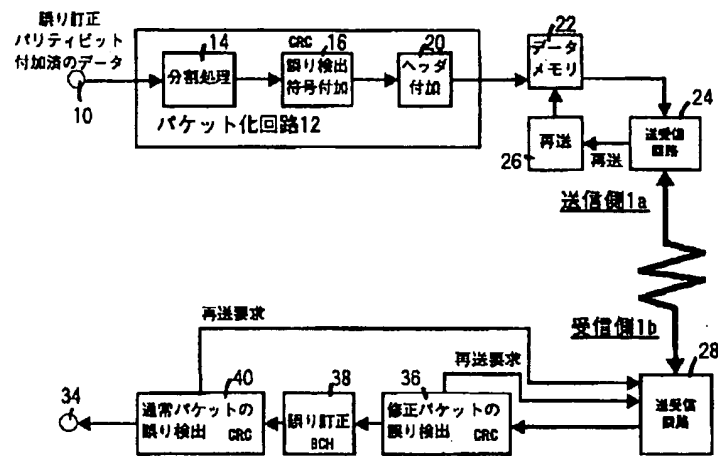 誤り訂正
パリティビット
付加済のデータ
10
14
分割処理
CRC
16
誤り検出
符号付加
20
ヘッダ
付加
パケット化回路12
22
データ
メモリ
24
送受信
回路
26
再送
再送
送信側1a
受信側1b
28
送受信
回路
再送要求
再送要求
34
40
通常パケットの
誤り検出 CRC
38
誤り訂正
BCH
36
修正パケットの
誤り検出 CRC